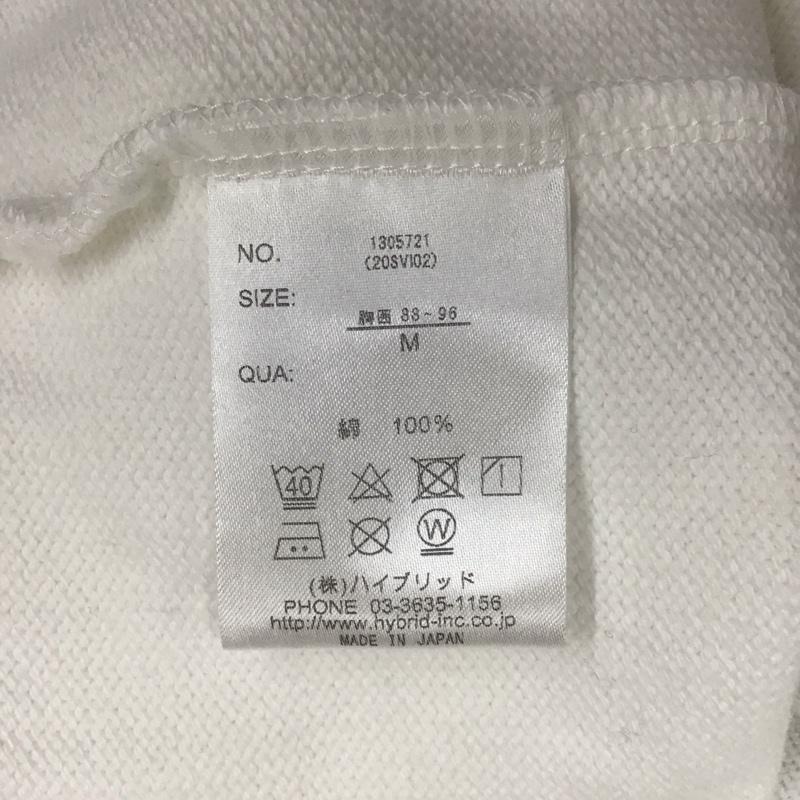 NO. 1305721
(20SVI02)
SIZE:
胸囲 88~96
M
QUA:
綿 100%
40
W
(株)ハイブリッド
PHONE 03-3635-1156
http://www.hybrid-inc.co.jp
MADE IN JAPAN